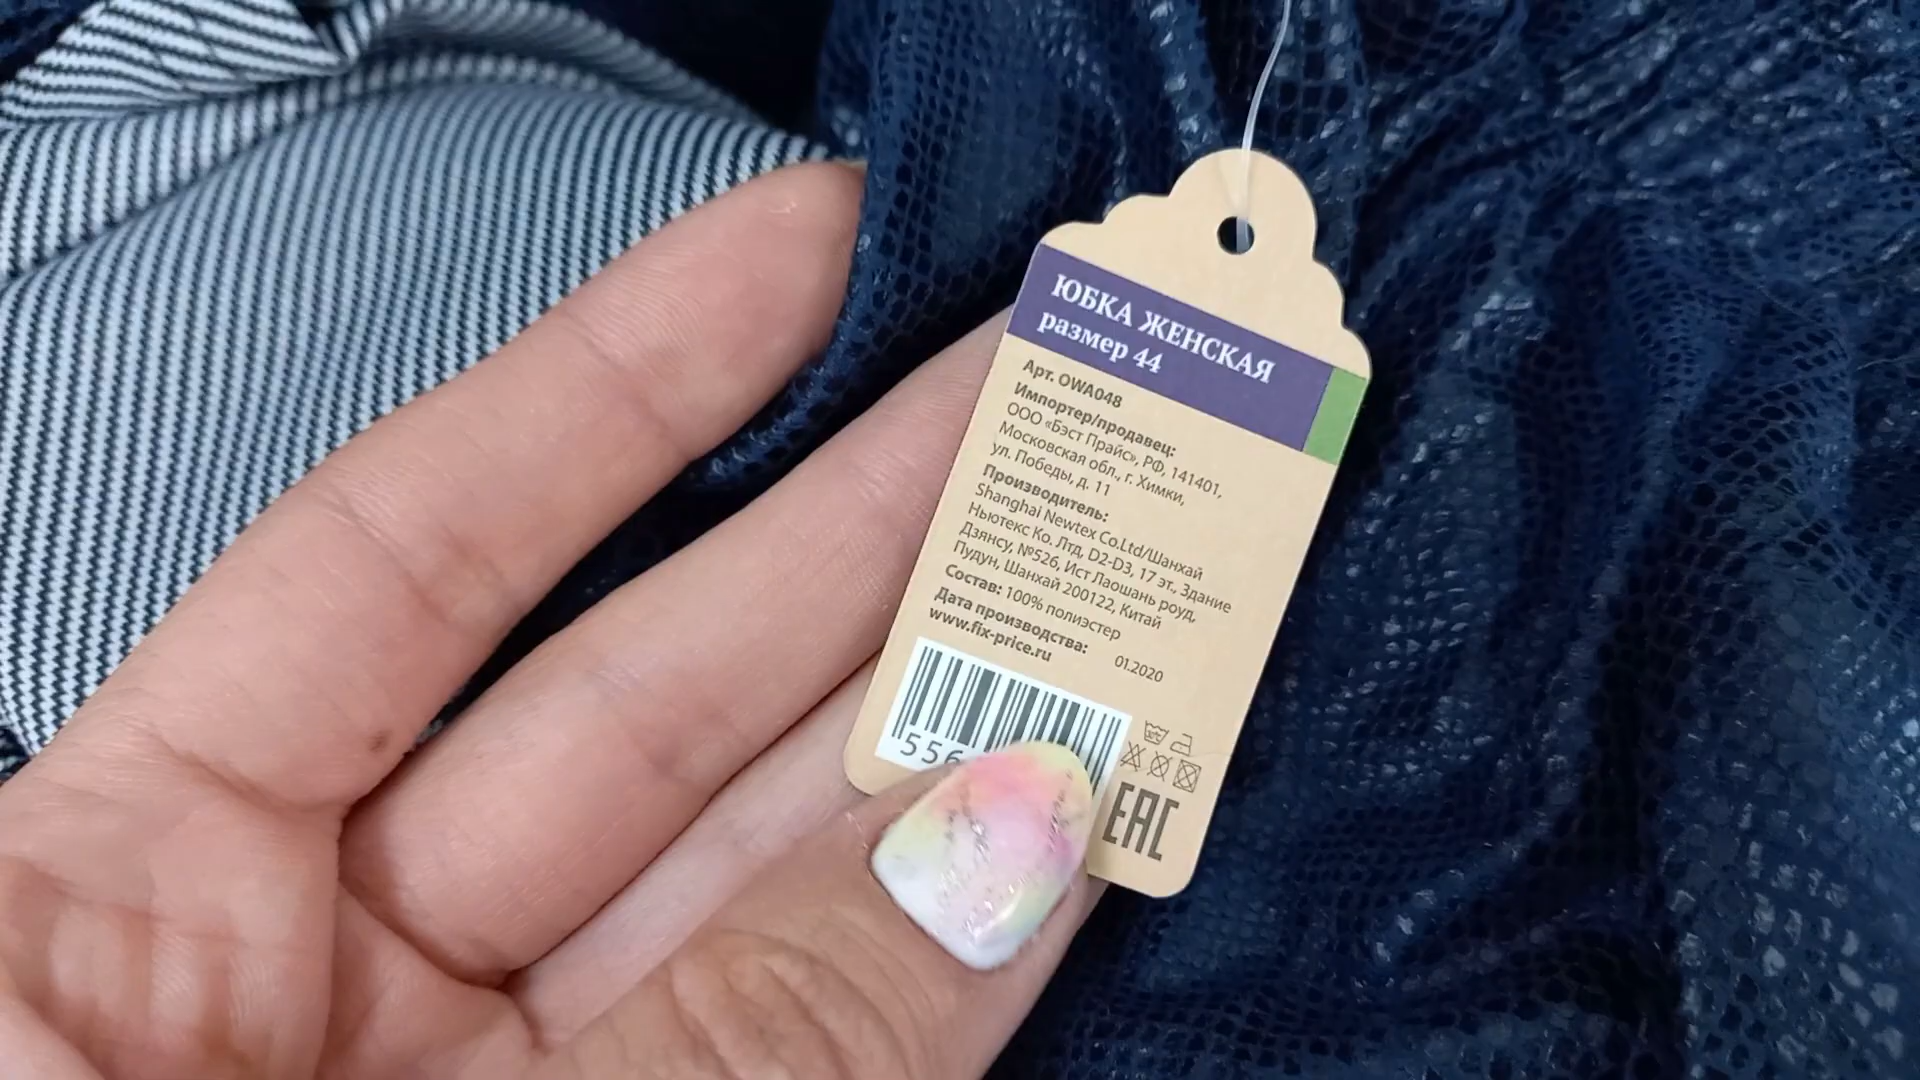 ЮБКА ЖЕНСКАЯ
размер 44
Арт. OWA048
Импортер/продавец:
ООО «Бэст Прайс», РФ, 141401,
Московская обл., г. Химки,
ул. Победы, д. 11
Производитель:
Shanghai Newtex Co.Ltd/Шанхай
Ньютекс Ко. Лтд, D2-D3, 17 эт., Здание
Дзянсу, №526, Ист Лаошань роуд,
Пудун, Шанхай 200122, Китай
Состав: 100% полиэстер
Дата производства: 01.2020
www.fix-price.ru
556
EAC